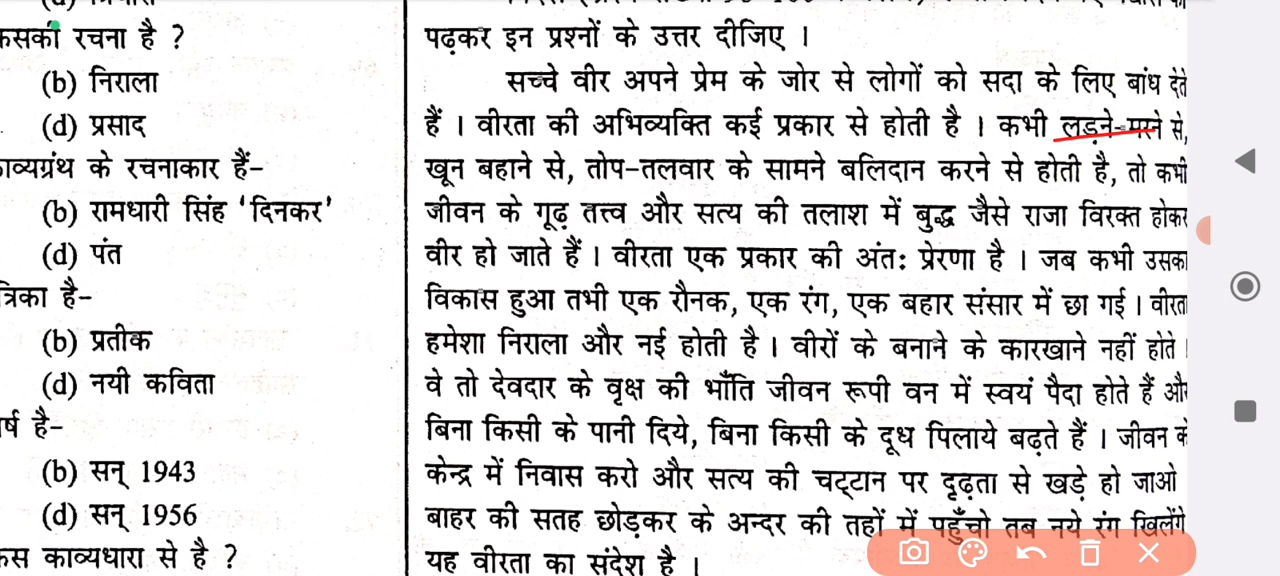 कसकी रचना है ?
(b) निराला
(d) प्रसाद
काव्यग्रंथ के रचनाकार हैं-
(b) रामधारी सिंह 'दिनकर'
(d) पंत
त्रिका है-
(b) प्रतीक
(d) नयी कविता
र्ष है-
(b) सन् 1943
(d) सन् 1956
कस काव्यधारा से है ?
पढ़कर इन प्रश्नों के उत्तर दीजिए ।
सच्चे वीर अपने प्रेम के जोर से लोगों को सदा के लिए बांध देते
हैं । वीरता की अभिव्यक्ति कई प्रकार से होती है । कभी लड़ने-मरने से,
खून बहाने से, तोप-तलवार के सामने बलिदान करने से होती है, तो कभी
जीवन के गूढ़ तत्त्व और सत्य की तलाश में बुद्ध जैसे राजा विरक्त होकर
वीर हो जाते हैं । वीरता एक प्रकार की अंतः प्रेरणा है । जब कभी उसका
विकास हुआ तभी एक रौनक, एक रंग, एक बहार संसार में छा गई । वीरता
हमेशा निराला और नई होती है । वीरों के बनाने के कारखाने नहीं होते ।
वे तो देवदार के वृक्ष की भाँति जीवन रूपी वन में स्वयं पैदा होते हैं और
बिना किसी के पानी दिये, बिना किसी के दूध पिलाये बढ़ते हैं । जीवन के
केन्द्र में निवास करो और सत्य की चट्टान पर दृढ़ता से खड़े हो जाओ
बाहर की सतह छोड़कर के अन्दर की तहों में पहुँचो तब नये रंग खिलेंगे
यह वीरता का संदेश है ।